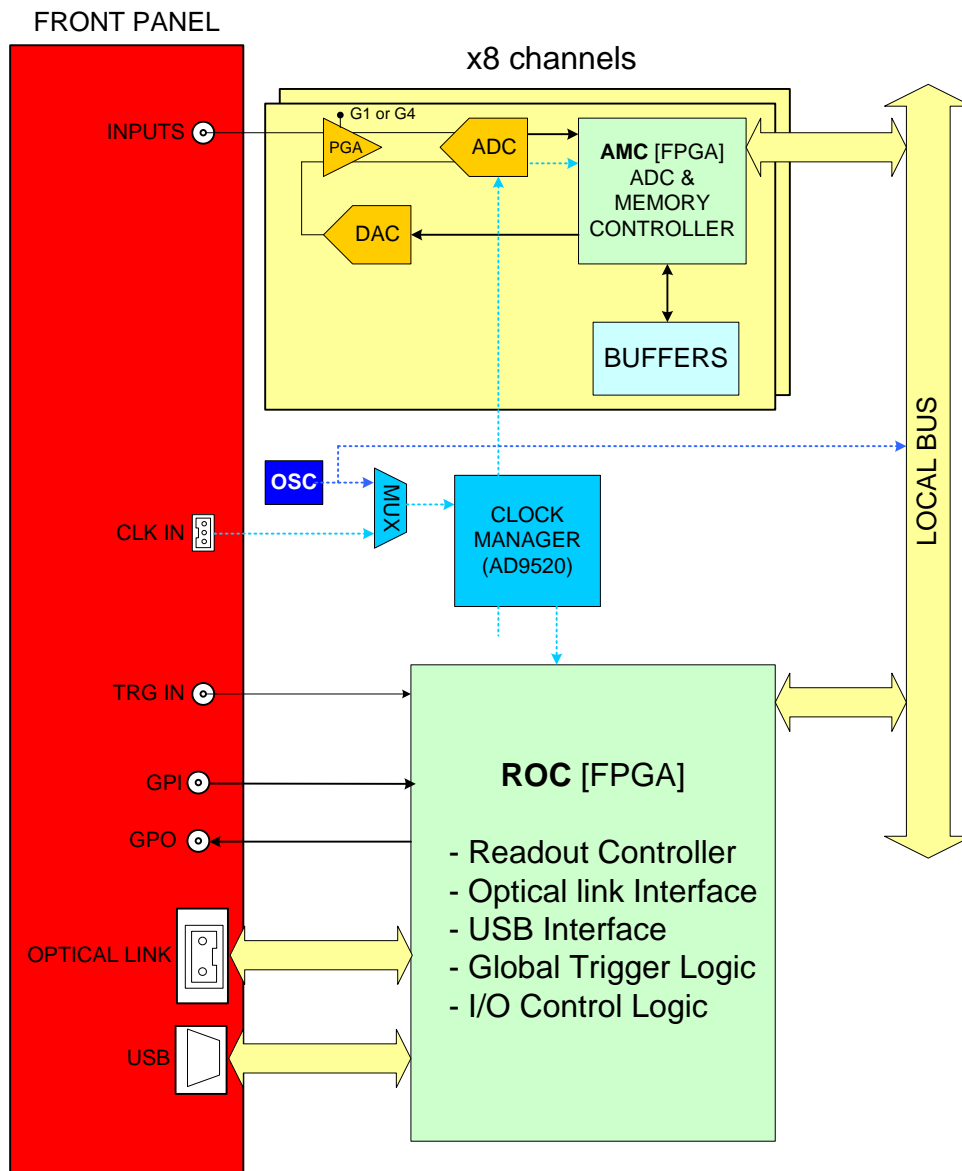 FRONT PANEL
x8 channels
INPUTS
G1 or G4
PGA
ADC
AMC [FPGA]
ADC &
MEMORY
CONTROLLER
DAC
BUFFERS
LOCAL BUS
OSC
MUX
CLK IN
CLOCK
MANAGER
(AD9520)
TRG IN
GPI
GPO
OPTICAL LINK
USB
ROC [FPGA]
- Readout Controller
- Optical link Interface
- USB Interface
- Global Trigger Logic
- I/O Control Logic